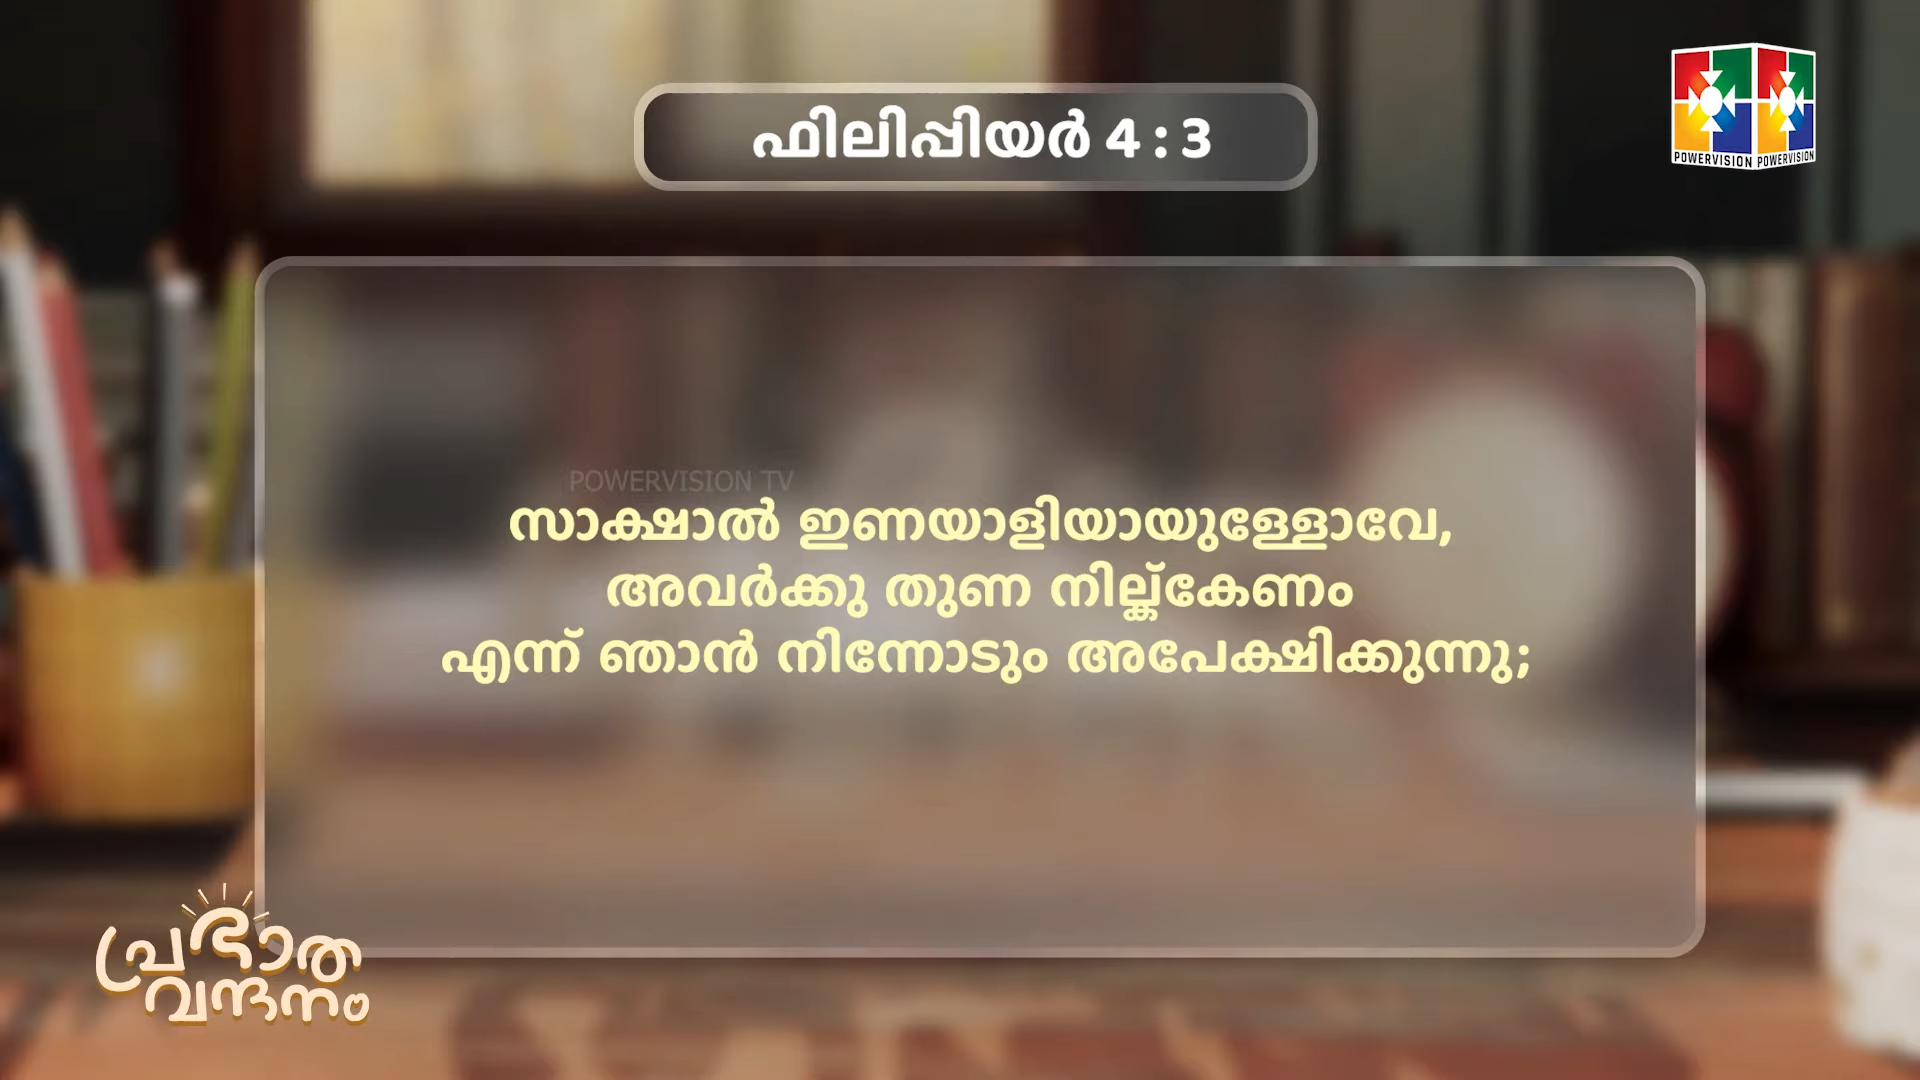 ഫിലിപ്പിയർ 4 : 3
POWERVISION POWERVISION
POWERVISION TV
സാക്ഷാൽ ഇണയാളിയായുള്ളോവേ,
അവർക്കു തുണ നില്ക്കേണം
എന്ന് ഞാൻ നിന്നോടും അപേക്ഷിക്കുന്നു;
പ്രഭാത
വന്ദനം